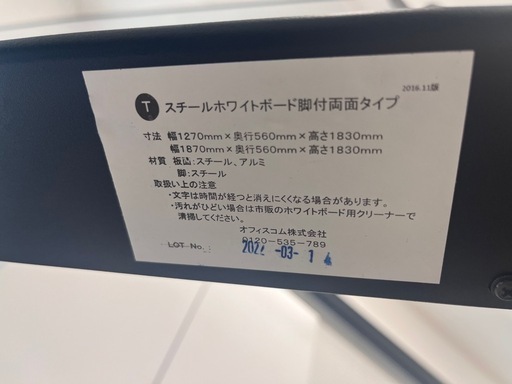 2016.11版
T スチールホワイトボード脚付両面タイプ
寸法 幅1270mm×奥行560mm×高さ1830mm
幅1870mm×奥行560mm×高さ1830mm
材質 板面:スチール、アルミ
脚:スチール
取扱い上の注意
・文字は時間が経つと消えにくくなる場合があります。
・汚れがひどい場合は市販のホワイトボード用クリーナーで
清掃してください。
オフィスコム株式会社
0120-535-789
LOT No.: